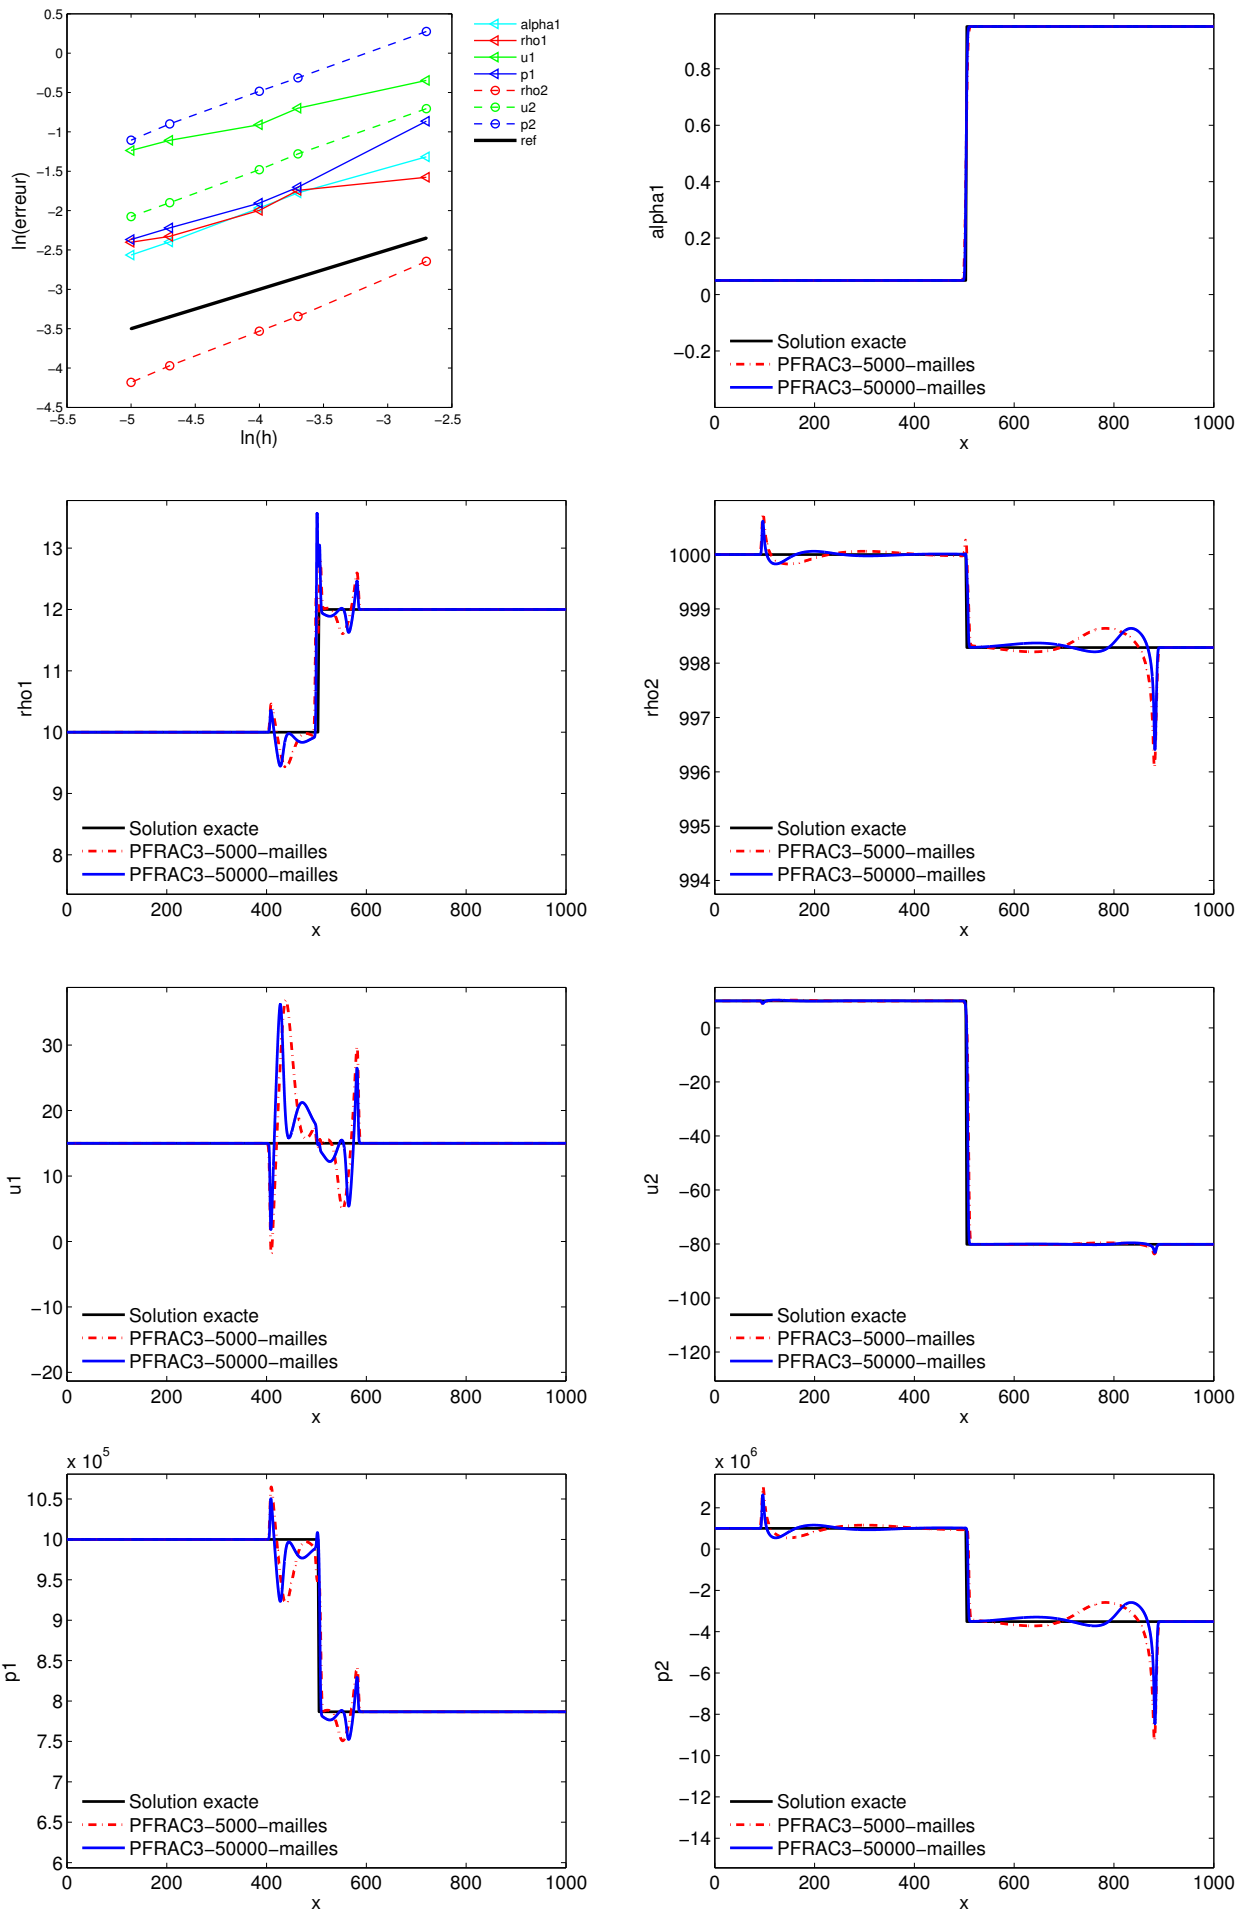 0.5
0
−0.5
−1
−1.5
−2
−2.5
−3
−3.5
−4
−4.5
−5.5
−5
−4.5
−4
−3.5
−3
−2.5
ln(h)
ln(erreur)
alpha1
rho1
u1
p1
rho2
u2
p2
ref
0.8
0.6
0.4
0.2
0
−0.2
0
200
400
600
800
1000
x
alpha1
Solution exacte
PFRAC3−5000−mailles
PFRAC3−50000−mailles
13
12
11
10
9
8
0
200
400
600
800
1000
x
rho1
Solution exacte
PFRAC3−5000−mailles
PFRAC3−50000−mailles
1000
999
998
997
996
995
994
0
200
400
600
800
1000
x
rho2
Solution exacte
PFRAC3−5000−mailles
PFRAC3−50000−mailles
30
20
10
0
−10
−20
0
200
400
600
800
1000
x
u1
Solution exacte
PFRAC3−5000−mailles
PFRAC3−50000−mailles
0
−20
−40
−60
−80
−100
−120
0
200
400
600
800
1000
x
u2
Solution exacte
PFRAC3−5000−mailles
PFRAC3−50000−mailles
x 10^5
10.5
10
9.5
9
8.5
8
7.5
7
6.5
6
0
200
400
600
800
1000
x
p1
Solution exacte
PFRAC3−5000−mailles
PFRAC3−50000−mailles
x 10^6
2
0
−2
−4
−6
−8
−10
−12
−14
0
200
400
600
800
1000
x
p2
Solution exacte
PFRAC3−5000−mailles
PFRAC3−50000−mailles